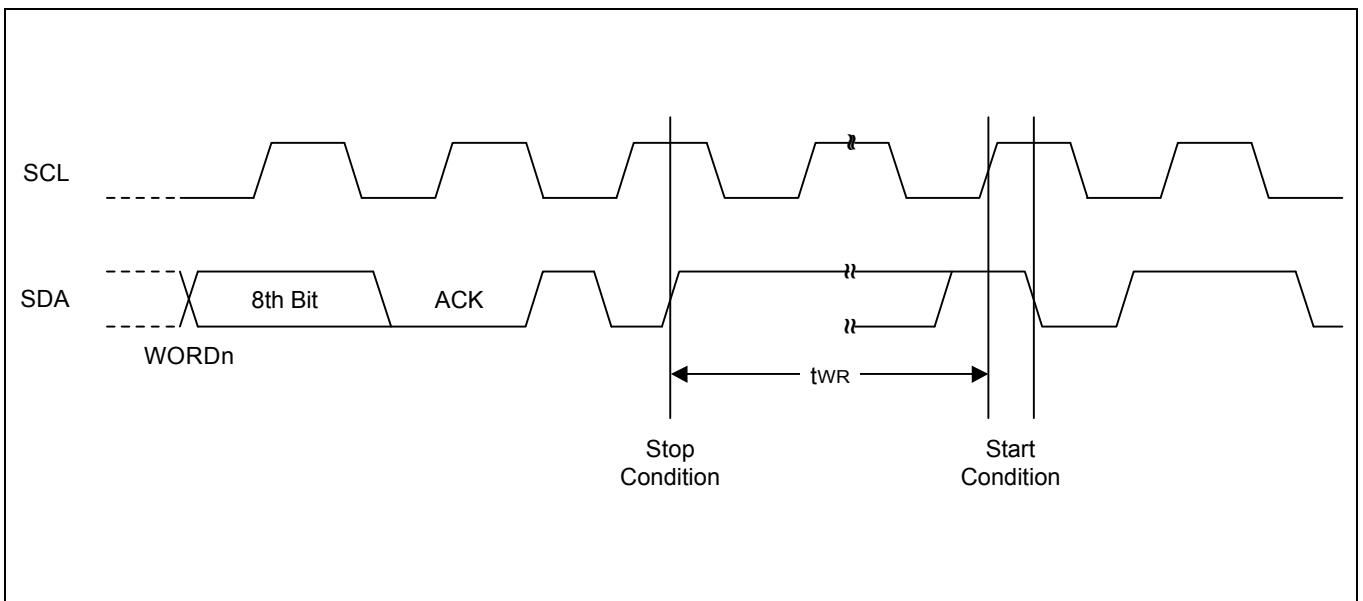 SCL
SDA
8th Bit
ACK
WORDn
tWR
Stop
Condition
Start
Condition